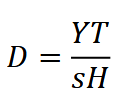 D = YT / sH